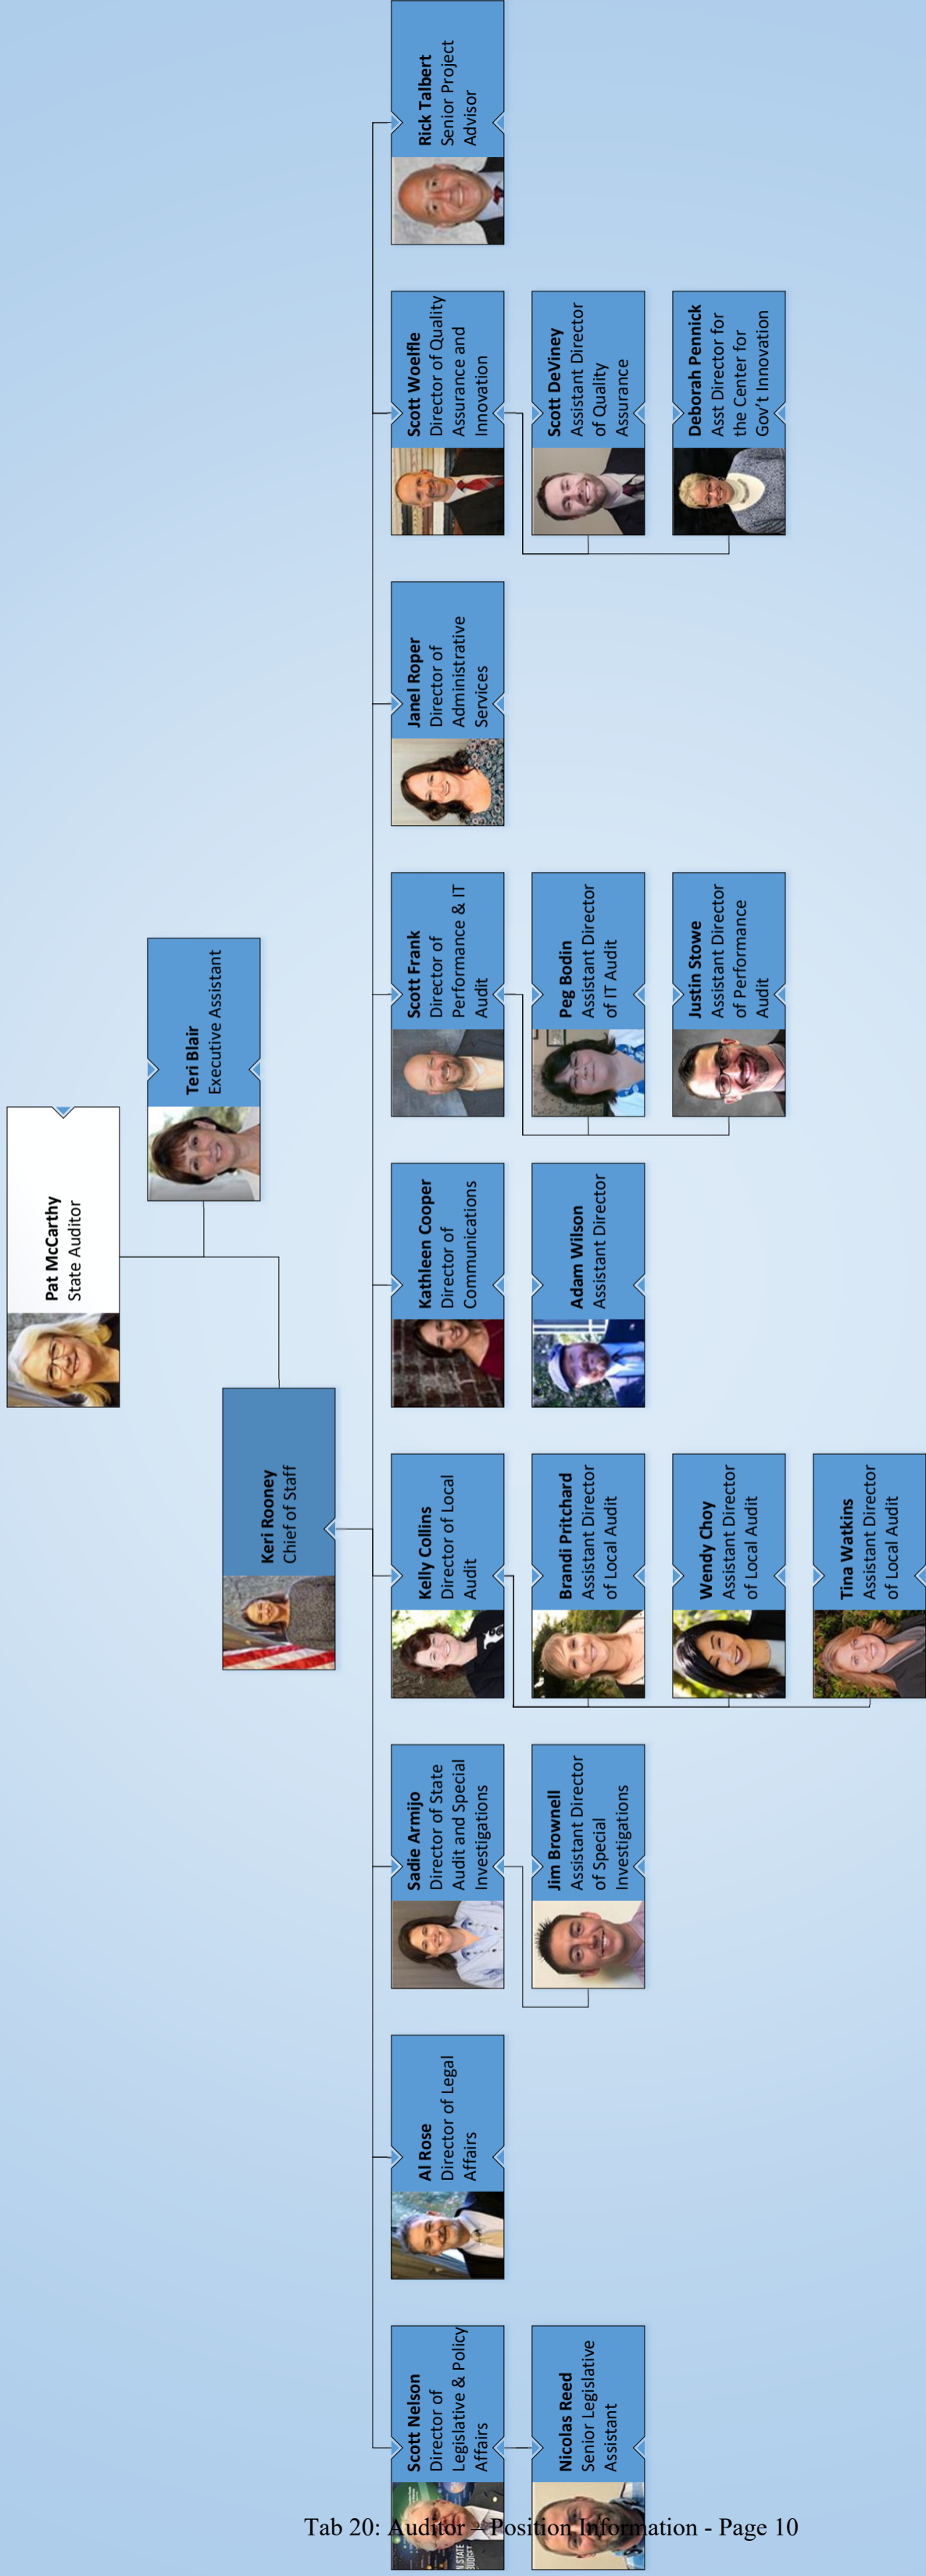 Pat McCarthy
State Auditor
Teri Blair
Executive Assistant
Keri Rooney
Chief of Staff
Scott Nelson
Director of
Legislative & Policy
Affairs
Nicolas Reed
Senior Legislative
Assistant
Al Rose
Director of Legal
Affairs
Sadie Armijo
Director of State
Audit and Special
Investigations
Jim Brownell
Assistant Director
of Special
Investigations
Kelly Collins
Director of Local
Audit
Brandi Pritchard
Assistant Director
of Local Audit
Wendy Choy
Assistant Director
of Local Audit
Tina Watkins
Assistant Director
of Local Audit
Kathleen Cooper
Director of
Communications
Adam Wilson
Assistant Director
Scott Frank
Director of
Performance & IT
Audit
Peg Bodin
Assistant Director
of IT Audit
Justin Stowe
Assistant Director
of Performance
Audit
Janel Roper
Director of
Administrative
Services
Scott Woelfle
Director of Quality
Assurance and
Innovation
Scott DeViney
Assistant Director
of Quality
Assurance
Deborah Pennick
Asst Director for
the Center for
Gov't Innovation
Rick Talbert
Senior Project
Advisor
N STATE
BUDGET
Tab 20: Auditor – Position Information - Page 10